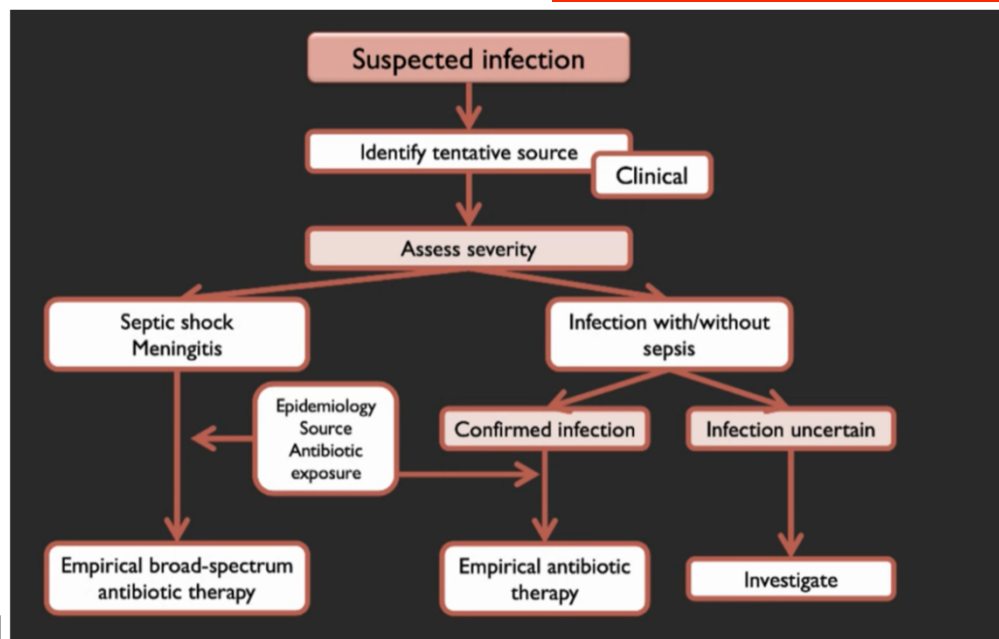 Suspected infection
Identify tentative source
Clinical
Assess severity
Septic shock
Meningitis
Infection with/without
sepsis
Epidemiology
Source
Antibiotic
exposure
Confirmed infection
Infection uncertain
Empirical broad-spectrum
antibiotic therapy
Empirical antibiotic
therapy
Investigate